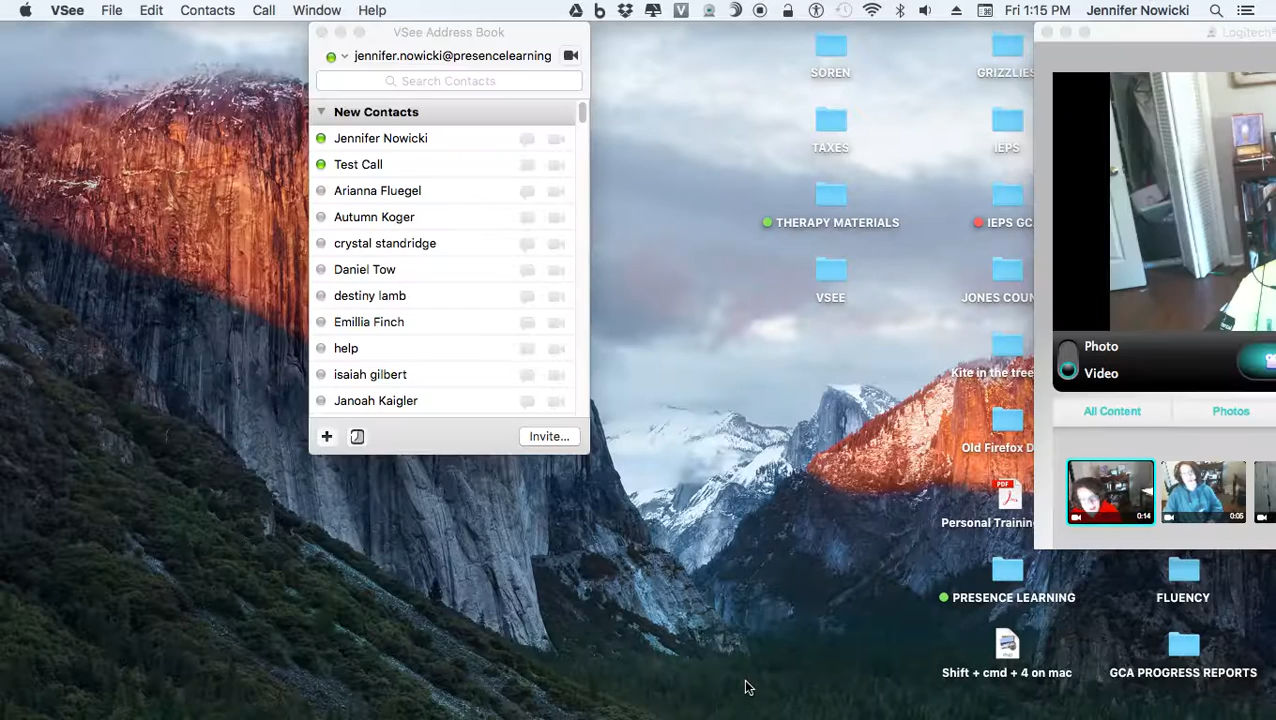 VSee File Edit Contacts Call Window Help Fri 1:15 PM Jennifer Nowicki
VSee Address Book
jennifer.nowicki@presencelearning
Search Contacts
New Contacts
Jennifer Nowicki
Test Call
Arianna Fluegel
Autumn Koger
crystal standridge
Daniel Tow
destiny lamb
Emillia Finch
help
isaiah gilbert
Janoah Kaigler
Invite...
SOREN
GRIZZLIES
TAXES
IEPS
THERAPY MATERIALS
IEPS GC
VSEE
JONES COUN
Kite in the tree
Old Firefox D
PDF
Personal Training
PRESENCE LEARNING
FLUENCY
Shift + cmd + 4 on mac
GCA PROGRESS REPORTS
Logitech
Photo
Video
All Content
Photos
0:14
0:05